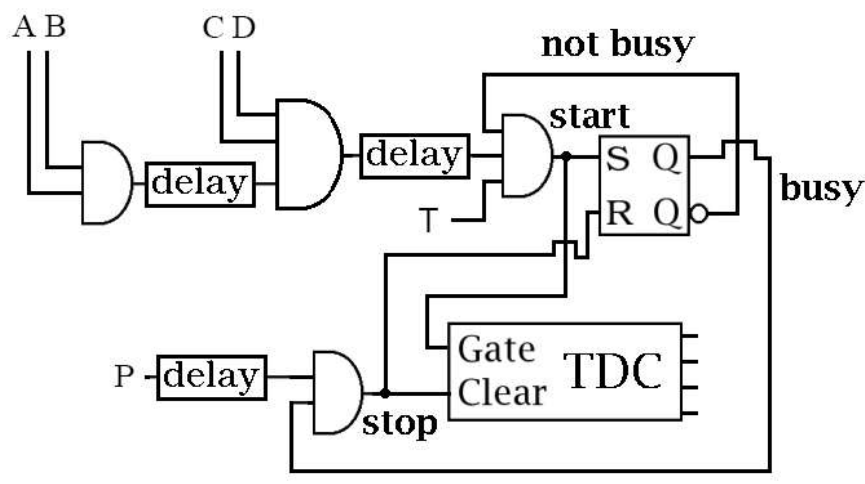 A B
C D
not busy
start
delay
delay
S Q
busy
T
R Q
P
delay
Gate
TDC
Clear
stop